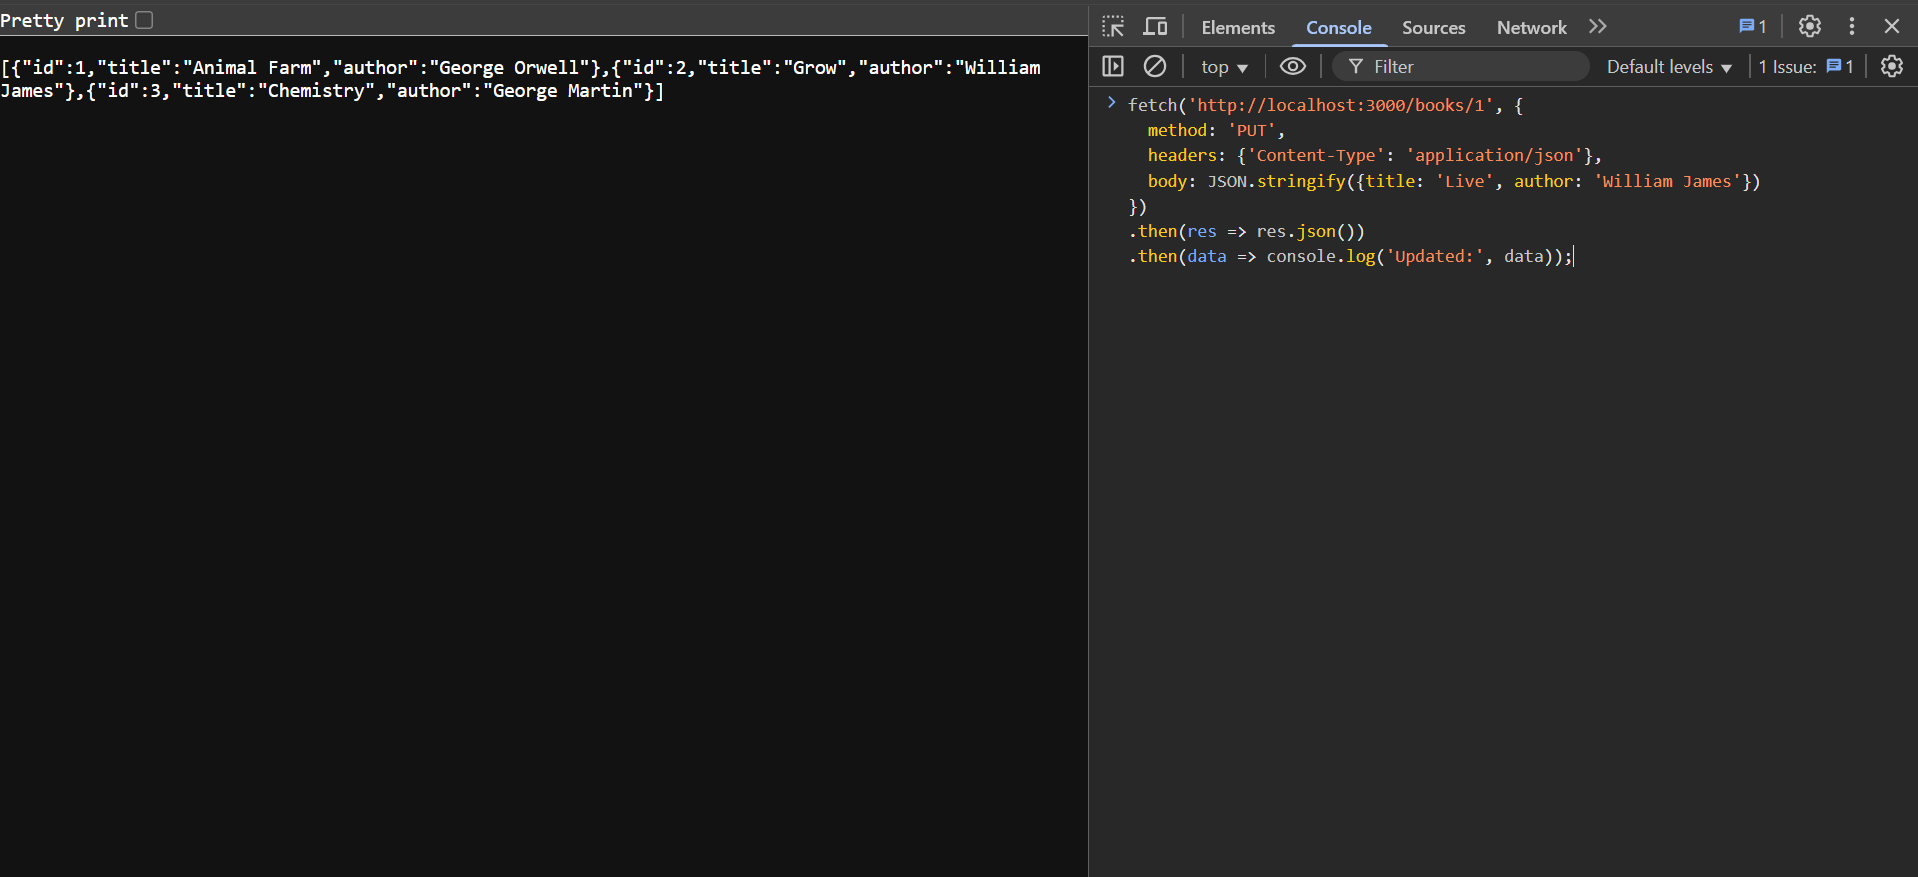 Pretty print
[{"id":1,"title":"Animal Farm","author":"George Orwell"},{"id":2,"title":"Grow","author":"William
James"},{"id":3,"title":"Chemistry","author":"George Martin"}]
Elements Console Sources Network 1
top Filter Default levels 1 Issue: 1
fetch('http://localhost:3000/books/1', {
  method: 'PUT',
  headers: {'Content-Type': 'application/json'},
  body: JSON.stringify({title: 'Live', author: 'William James'})
})
.then(res => res.json())
.then(data => console.log('Updated:', data));